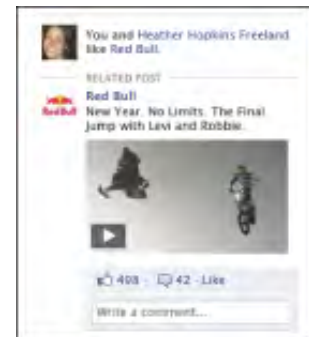 You and Heather Hopkins Freeland
like Red Bull.
RELATED POST
Red Bull
Red Bull
New Year. No Limits. The Final
Jump with Levi and Robbie.
498 · 42 · Like
Write a comment...